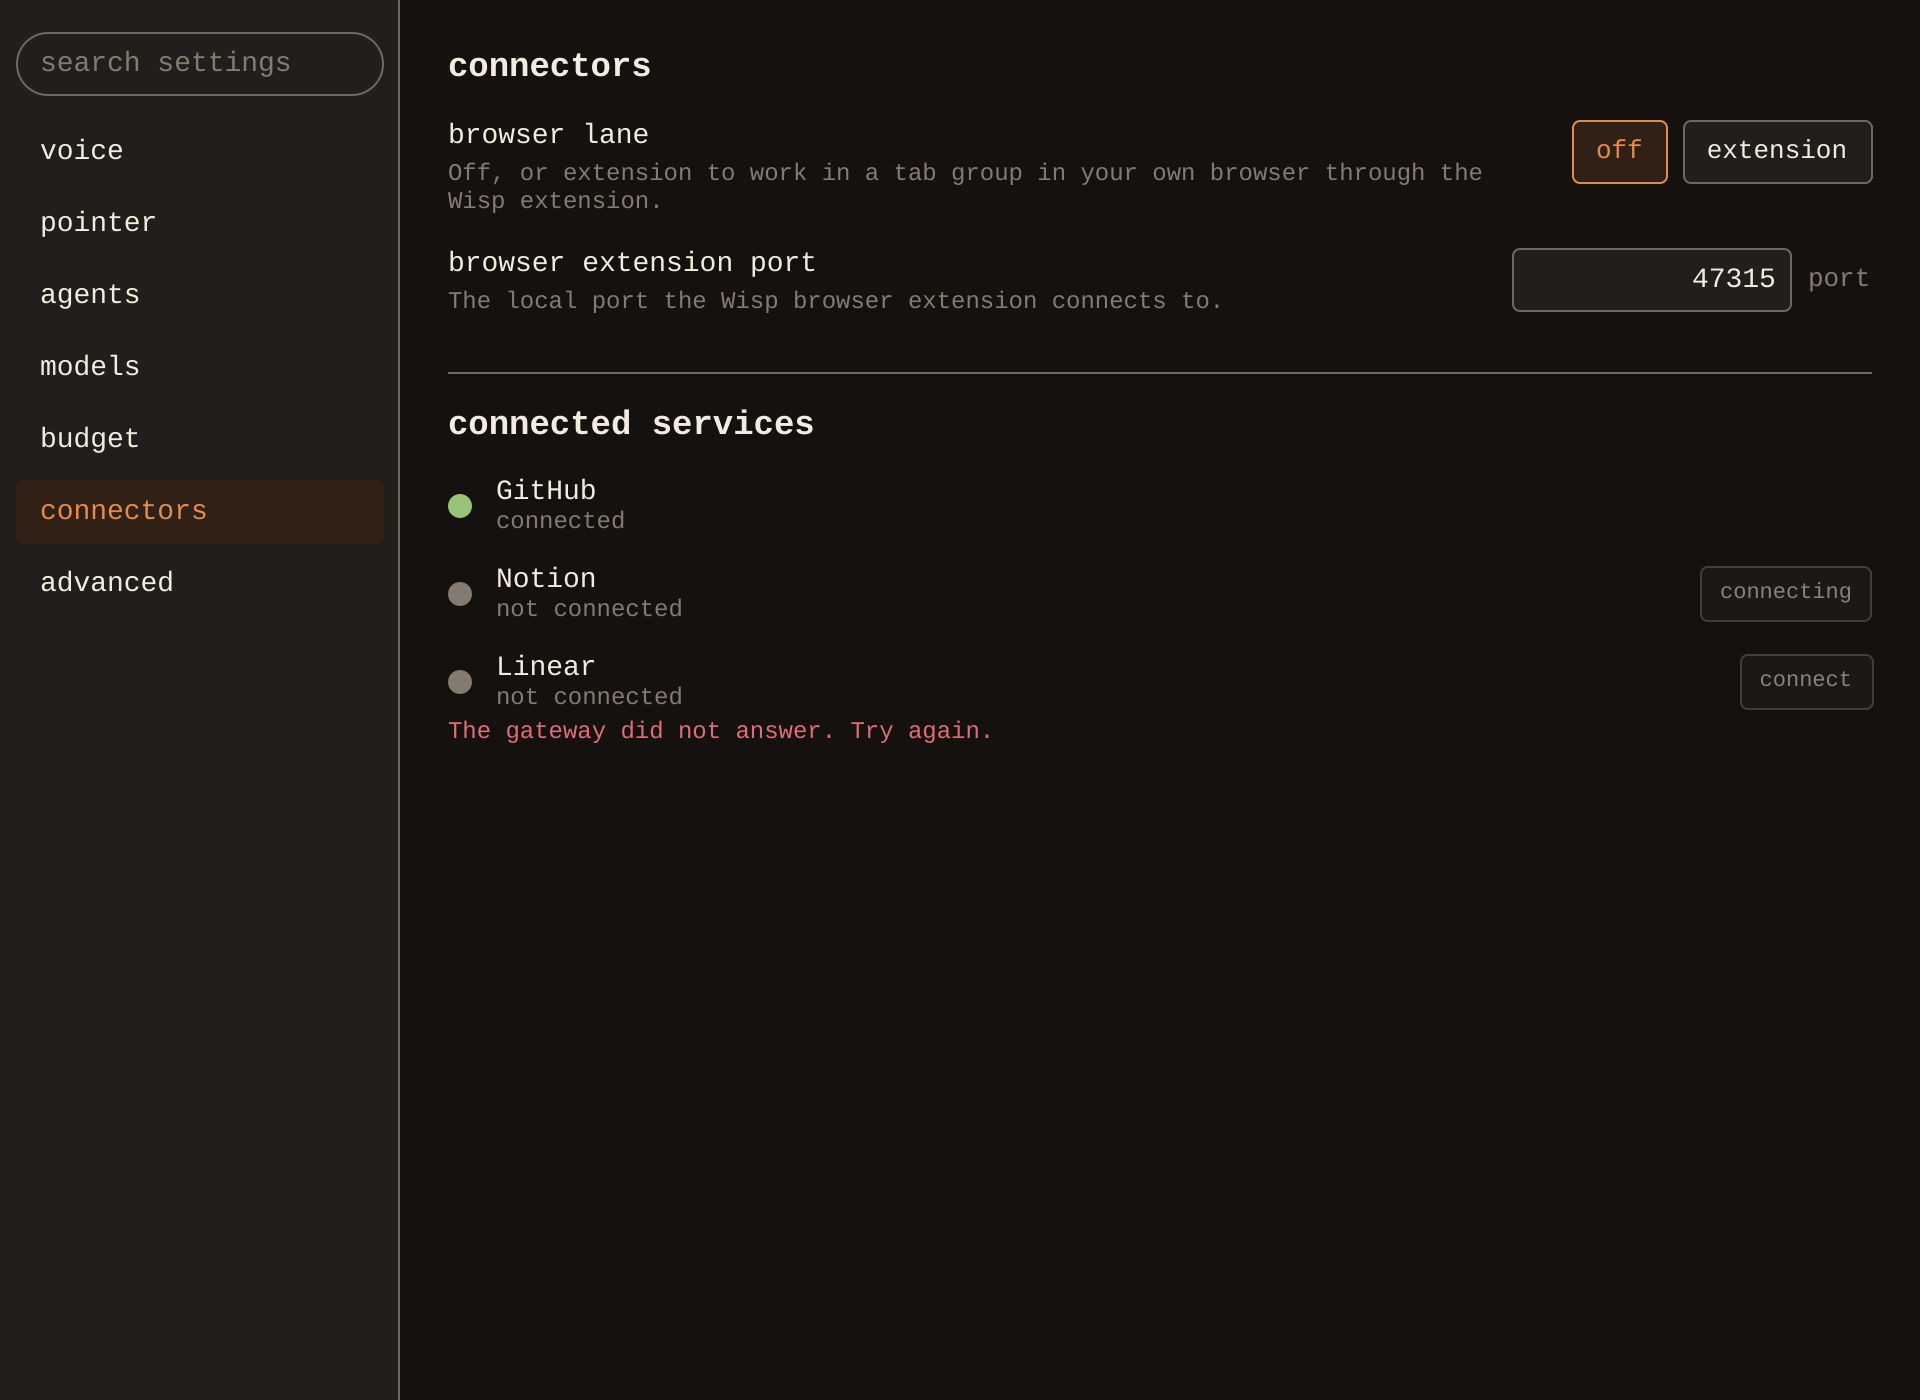 search settings
voice
pointer
agents
models
budget
connectors
advanced
connectors
browser lane
Off, or extension to work in a tab group in your own browser through the
Wisp extension.
off
extension
browser extension port
The local port the Wisp browser extension connects to.
47315
port
connected services
GitHub
connected
Notion
not connected
connecting
Linear
not connected
connect
The gateway did not answer. Try again.